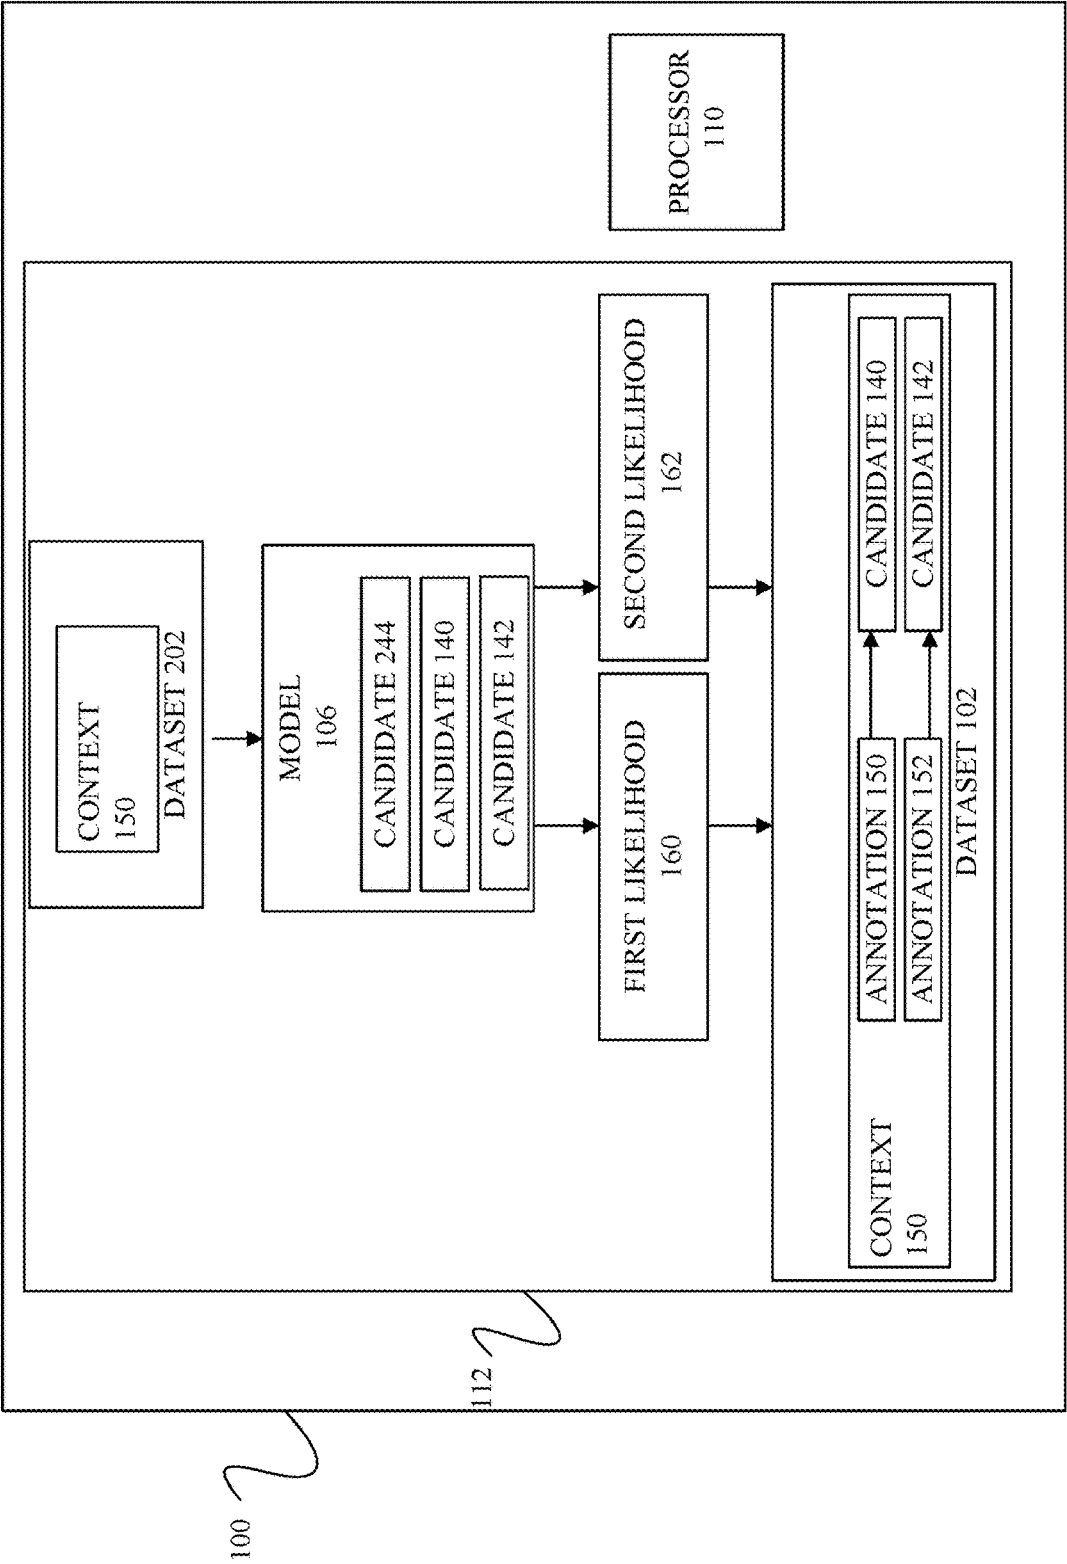 CONTEXT
150
DATASET 202
MODEL
106
CANDIDATE 244
CANDIDATE 140
CANDIDATE 142
FIRST LIKELIHOOD
160
SECOND LIKELIHOOD
162
CONTEXT
150
ANNOTATION 150
CANDIDATE 140
ANNOTATION 152
CANDIDATE 142
DATASET 102
PROCESSOR
110
112
100